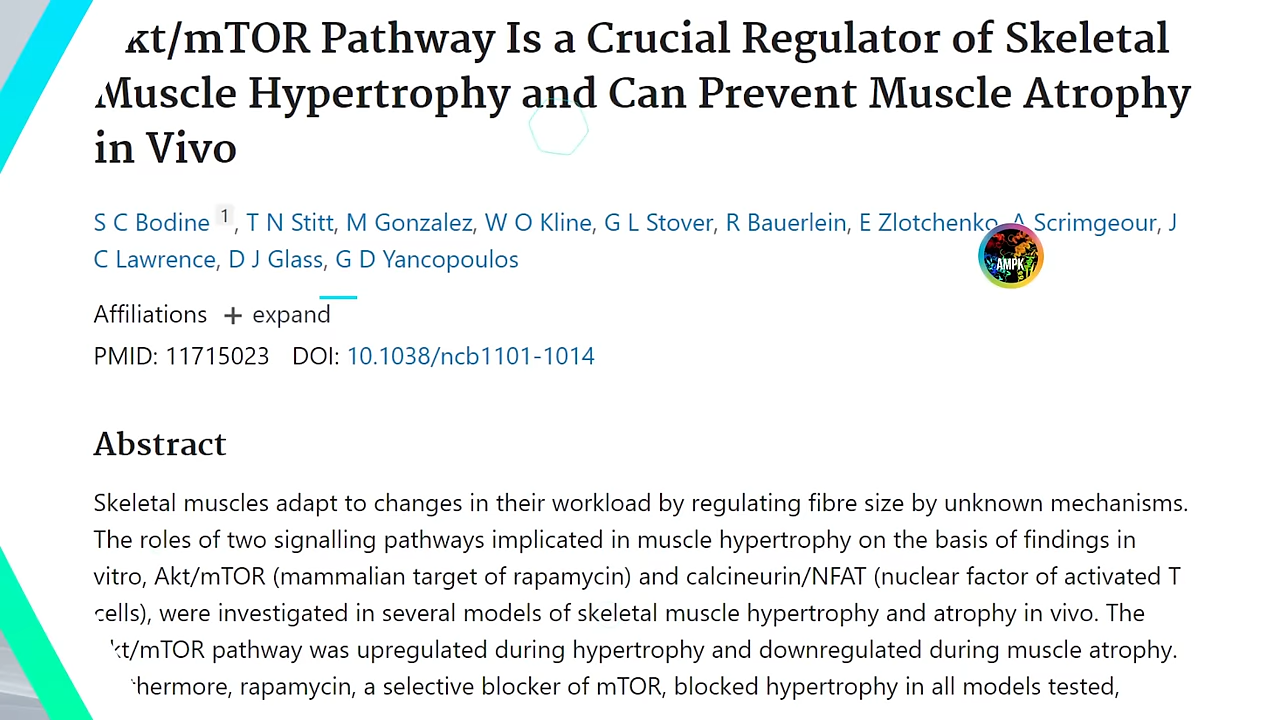 kt/mTOR Pathway Is a Crucial Regulator of Skeletal
Muscle Hypertrophy and Can Prevent Muscle Atrophy
in Vivo
S C Bodine 1, T N Stitt, M Gonzalez, W O Kline, G L Stover, R Bauerlein, E Zlotchenko, A Scrimgeour, J
C Lawrence, D J Glass, G D Yancopoulos
AMPK
Affiliations + expand
PMID: 11715023 DOI: 10.1038/ncb1101-1014
Abstract
Skeletal muscles adapt to changes in their workload by regulating fibre size by unknown mechanisms.
The roles of two signalling pathways implicated in muscle hypertrophy on the basis of findings in
vitro, Akt/mTOR (mammalian target of rapamycin) and calcineurin/NFAT (nuclear factor of activated T
cells), were investigated in several models of skeletal muscle hypertrophy and atrophy in vivo. The
kt/mTOR pathway was upregulated during hypertrophy and downregulated during muscle atrophy.
hermore, rapamycin, a selective blocker of mTOR, blocked hypertrophy in all models tested,